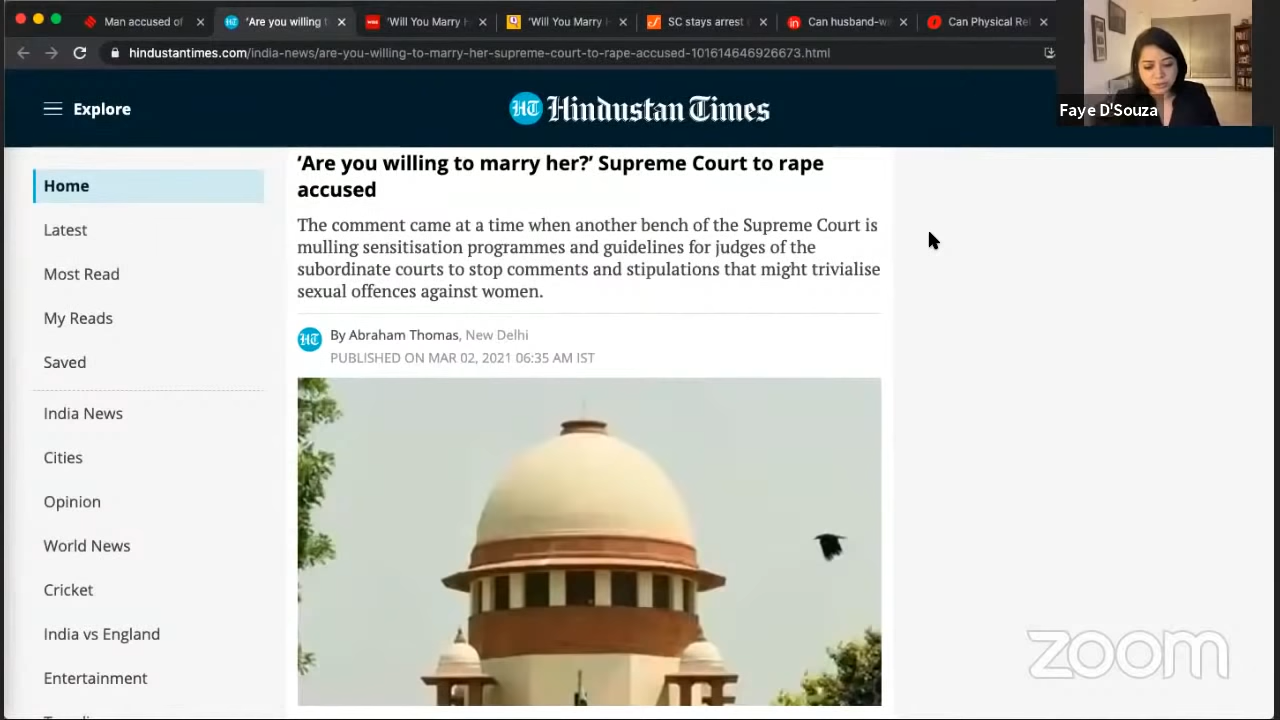 Man accused of
'Are you willing t
'Will You Marry H
'Will You Marry H
SC stays arrest o
Can husband-w
Can Physical Rel
hindustantimes.com/india-news/are-you-willing-to-marry-her-supreme-court-to-rape-accused-101614646926673.html
Faye D'Souza
Explore
HT Hindustan Times
Home
Latest
Most Read
My Reads
Saved
India News
Cities
Opinion
World News
Cricket
India vs England
Entertainment
‘Are you willing to marry her?’ Supreme Court to rape
accused
The comment came at a time when another bench of the Supreme Court is
mulling sensitisation programmes and guidelines for judges of the
subordinate courts to stop comments and stipulations that might trivialise
sexual offences against women.
HT
By Abraham Thomas, New Delhi
PUBLISHED ON MAR 02, 2021 06:35 AM IST
zoom